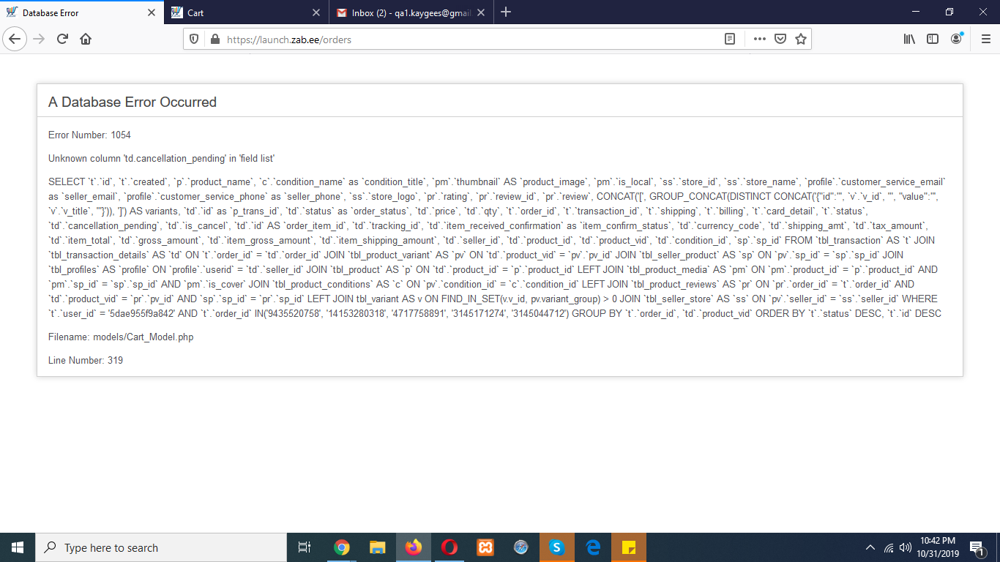 Database Error
Cart
Inbox (2) - qa1.kaygees@gmail
https://launch.zab.ee/orders
A Database Error Occurred
Error Number: 1054
Unknown column 'td.cancellation_pending' in 'field list'
SELECT `t`.`id`, `t`.`created`, `p`.`product_name`, `c`.`condition_name` as `condition_title`, `pm`.`thumbnail` AS `product_image`, `pm`.`is_local`, `ss`.`store_id`, `ss`.`store_name`, `profile`.`customer_service_email`
as `seller_email`, `profile`.`customer_service_phone` as `seller_phone`, `ss`.`store_logo`, `pr`.`rating`, `pr`.`review_id`, `pr`.`review`, CONCAT('[', GROUP_CONCAT(DISTINCT CONCAT('{"id":"', `v`.`v_id`, '", "value":"',
`v`.`v_title`, '"}')), ']') AS variants, `td`.`id` as `p_trans_id`, `td`.`status` as `order_status`, `td`.`price`, `td`.`qty`, `t`.`order_id`, `t`.`transaction_id`, `t`.`shipping`, `t`.`billing`, `t`.`card_detail`, `t`.`status`,
`td`.`cancellation_pending`, `td`.`is_cancel`, `td`.`id` AS `order_item_id`, `td`.`tracking_id`, `td`.`item_received_confirmation` as `item_confirm_status`, `td`.`currency_code`, `td`.`shipping_amt`, `td`.`tax_amount`,
`td`.`item_total`, `td`.`gross_amount`, `td`.`item_gross_amount`, `td`.`item_shipping_amount`, `td`.`seller_id`, `td`.`product_id`, `td`.`product_vid`, `td`.`condition_id`, `sp`.`sp_id` FROM `tbl_transaction` AS `t` JOIN
`tbl_transaction_details` AS `td` ON `t`.`order_id` = `td`.`order_id` JOIN `tbl_product_variant` AS `pv` ON `td`.`product_vid` = `pv`.`pv_id` JOIN `tbl_seller_product` AS `sp` ON `pv`.`sp_id` = `sp`.`sp_id` JOIN
`tbl_profiles` AS `profile` ON `profile`.`userid` = `td`.`seller_id` JOIN `tbl_product` AS `p` ON `td`.`product_id` = `p`.`product_id` LEFT JOIN `tbl_product_media` AS `pm` ON `pm`.`product_id` = `p`.`product_id` AND
`pm`.`sp_id` = `sp`.`sp_id` AND `pm`.`is_cover` JOIN `tbl_product_conditions` AS `c` ON `pv`.`condition_id` = `c`.`condition_id` LEFT JOIN `tbl_product_reviews` AS `pr` ON `pr`.`order_id` = `t`.`order_id` AND
`td`.`product_vid` = `pr`.`pv_id` AND `sp`.`sp_id` = `pr`.`sp_id` LEFT JOIN tbl_variant AS v ON FIND_IN_SET(v.v_id, pv.variant_group) > 0 JOIN `tbl_seller_store` AS `ss` ON `pv`.`seller_id` = `ss`.`seller_id` WHERE
`t`.`user_id` = '5dae955f9a842' AND `t`.`order_id` IN('9435520758', '14153280318', '4717758891', '3145171274', '3145044712') GROUP BY `t`.`order_id`, `td`.`product_vid` ORDER BY `t`.`status` DESC, `t`.`id` DESC
Filename: models/Cart_Model.php
Line Number: 319
Type here to search
10:42 PM
10/31/2019
1